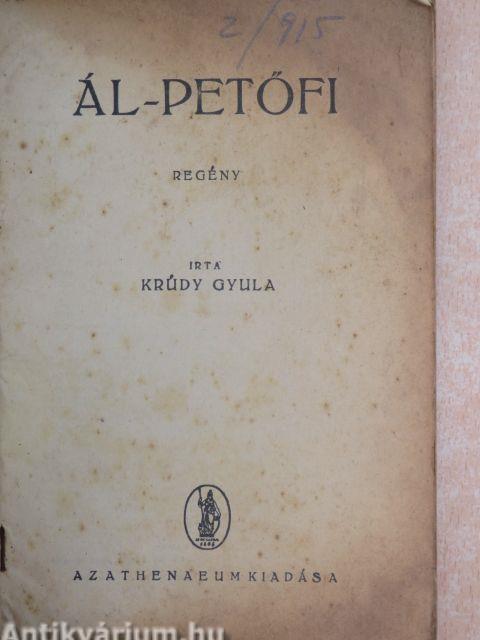 2/915
ÁL-PETŐFI
REGÉNY
IRTA
KRÚDY GYULA
AZ ATHENAEUM KIADÁSA
Antikvárium.hu